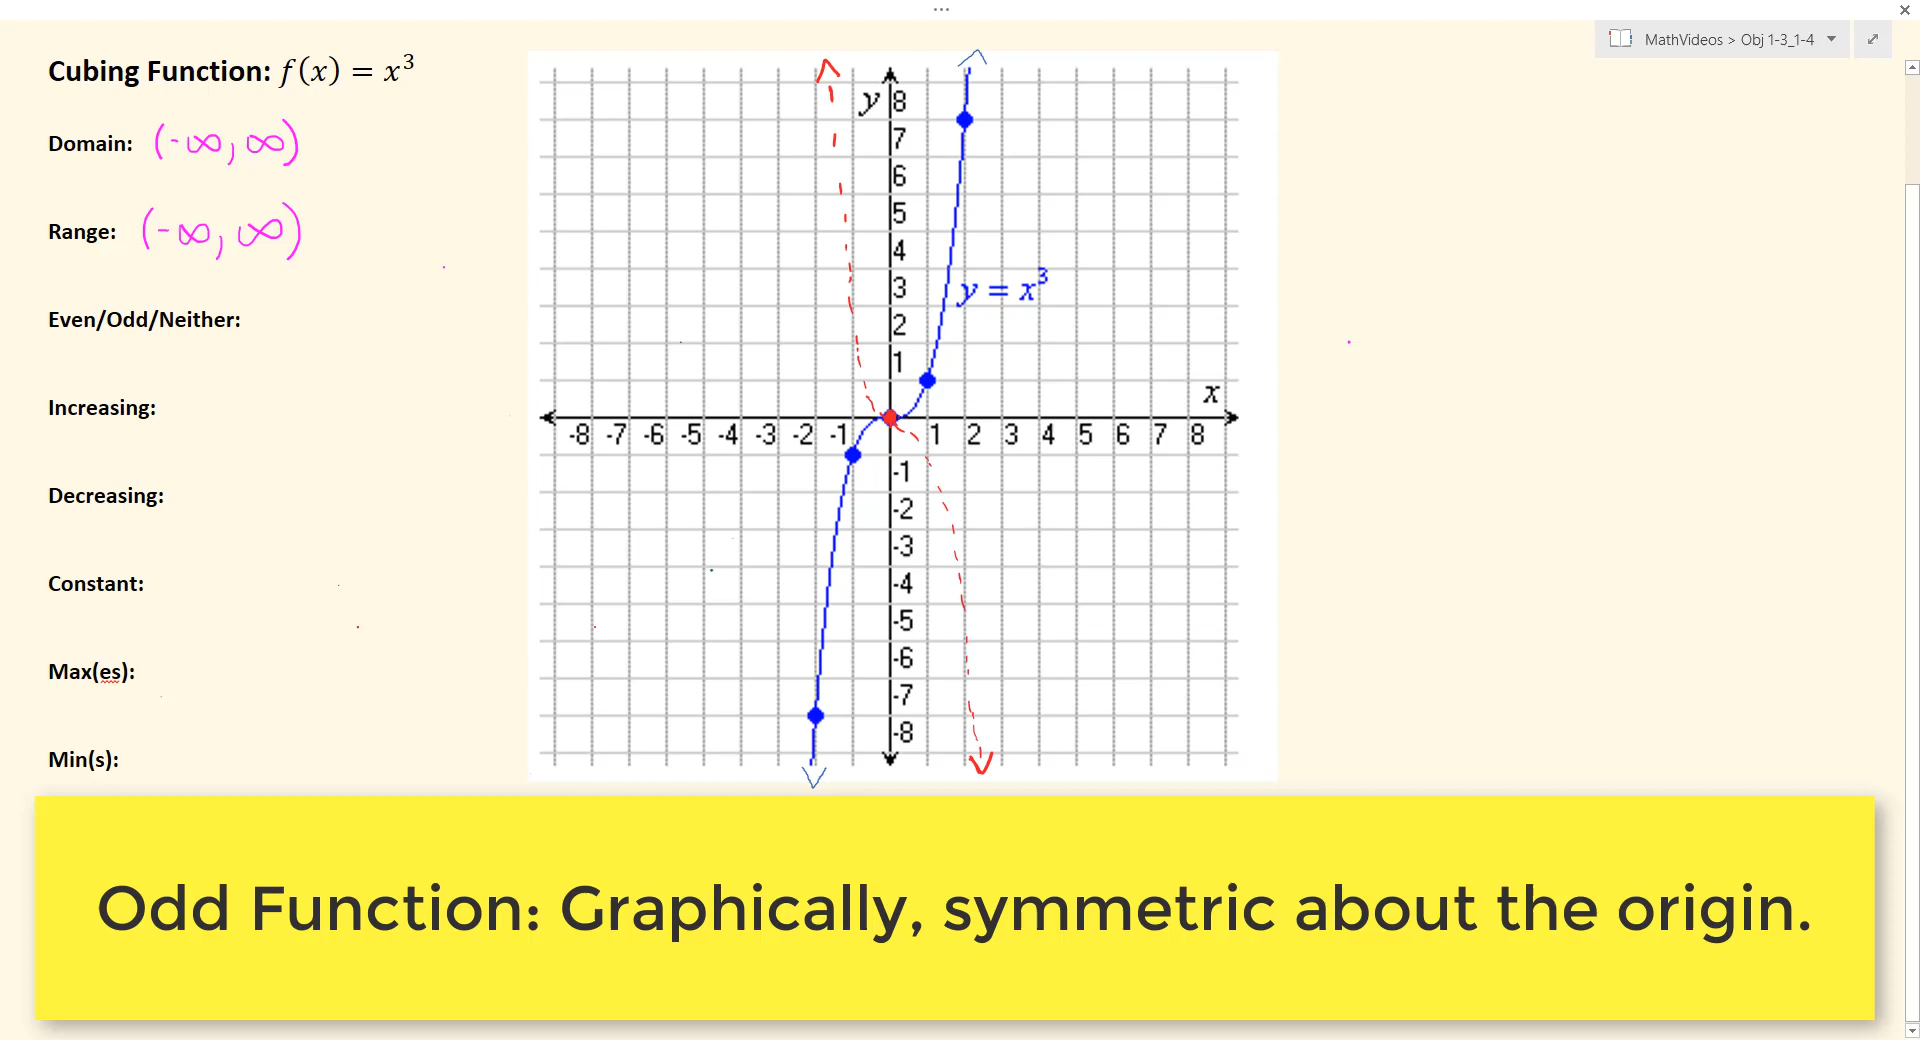 MathVideos > Obj 1-3_1-4
Cubing Function: f(x) = x³
Domain: (-∞, ∞)
Range: (-∞, ∞)
Even/Odd/Neither:
Increasing:
Decreasing:
Constant:
Max(es):
Min(s):
y
8
7
6
5
4
3
2
1
y = x³
x
-8 -7 -6 -5 -4 -3 -2 -1 1 2 3 4 5 6 7 8
-1
-2
-3
-4
-5
-6
-7
-8
Odd Function: Graphically, symmetric about the origin.